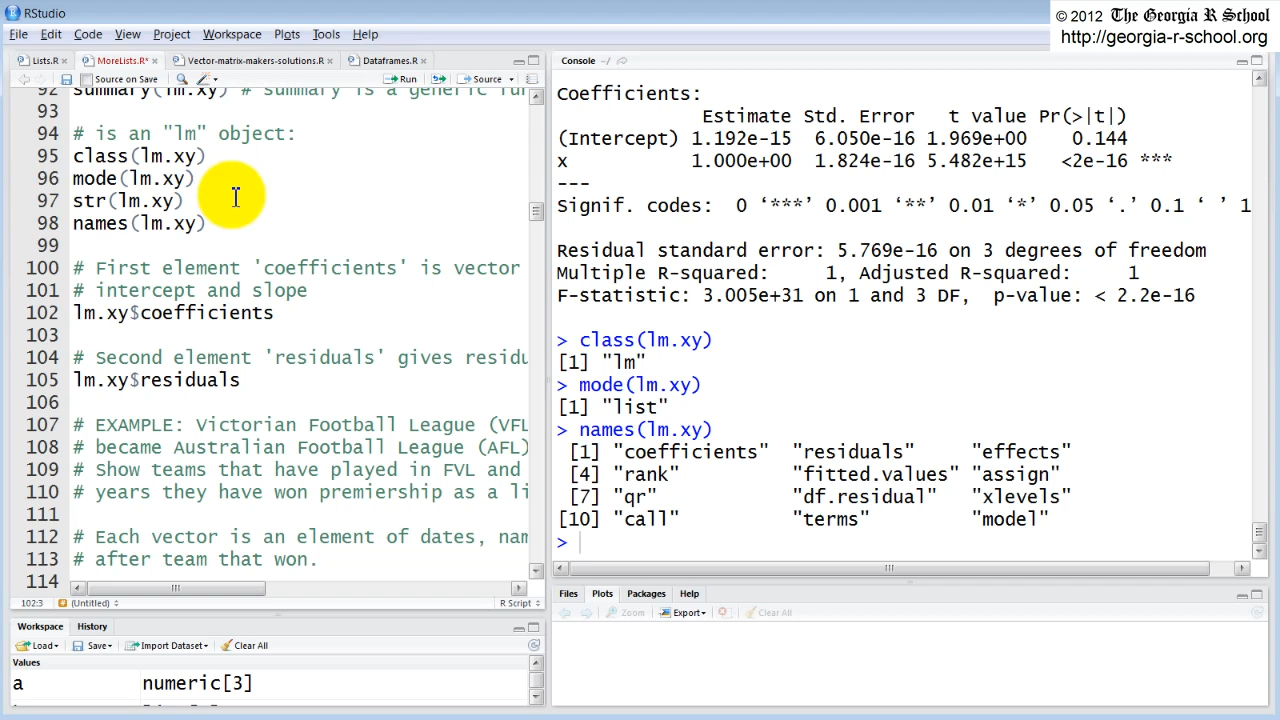 RStudio
© 2012 The Georgia R School
http://georgia-r-school.org
File Edit Code View Project Workspace Plots Tools Help
Lists.R MoreLists.R* Vector-matrix-makers-solutions.R Dataframes.R
Source on Save Run Source
92 summary(lm.xy) # summary is a generic fun
93
94 # is an "lm" object:
95 class(lm.xy)
96 mode(lm.xy)
97 str(lm.xy)
98 names(lm.xy)
99
100 # First element 'coefficients' is vector
101 # intercept and slope
102 lm.xy$coefficients
103
104 # Second element 'residuals' gives residu
105 lm.xy$residuals
106
107 # EXAMPLE: Victorian Football League (VFL
108 # became Australian Football League (AFL)
109 # Show teams that have played in FVL and
110 # years they have won premiership as a li
111
112 # Each vector is an element of dates, nam
113 # after team that won.
114
102:3 (Untitled) R Script
Workspace History
Load Save Import Dataset Clear All
Values
a numeric[3]
Console ~/
Coefficients:
Estimate Std. Error t value Pr(>|t|)
(Intercept) 1.192e-15 6.050e-16 1.969e+00 0.144
x 1.000e+00 1.824e-16 5.482e+15 <2e-16 ***
---
Signif. codes: 0 ‘***’ 0.001 ‘**’ 0.01 ‘*’ 0.05 ‘.’ 0.1 ‘ ’ 1
Residual standard error: 5.769e-16 on 3 degrees of freedom
Multiple R-squared: 1, Adjusted R-squared: 1
F-statistic: 3.005e+31 on 1 and 3 DF, p-value: < 2.2e-16
> class(lm.xy)
[1] "lm"
> mode(lm.xy)
[1] "list"
> names(lm.xy)
[1] "coefficients" "residuals" "effects"
[4] "rank" "fitted.values" "assign"
[7] "qr" "df.residual" "xlevels"
[10] "call" "terms" "model"
>
Files Plots Packages Help
Zoom Export Clear All